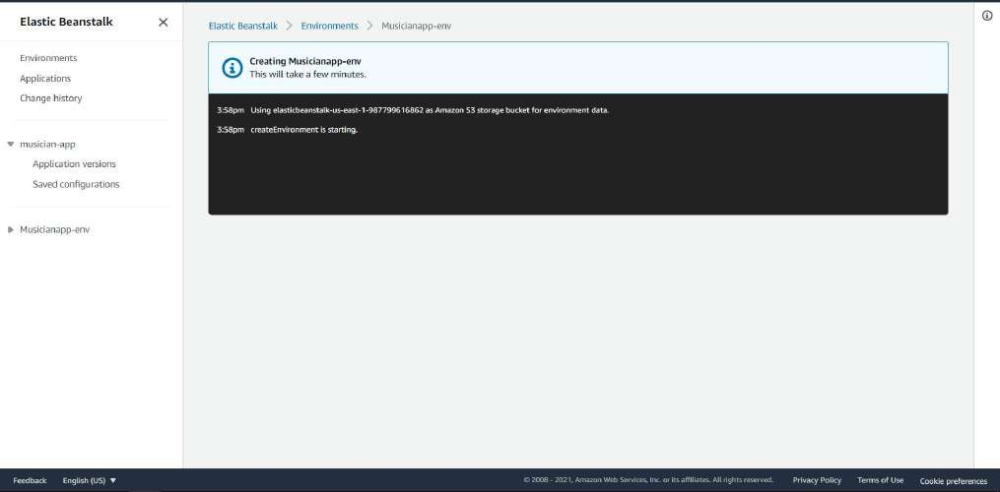 Elastic Beanstalk
Environments
Applications
Change history
musician-app
Application versions
Saved configurations
Musicianapp-env
Elastic Beanstalk > Environments > Musicianapp-env
Creating Musicianapp-env
This will take a few minutes.
3:58pm Using elasticbeanstalk-us-east-1-987799616862 as Amazon S3 storage bucket for environment data.
3:58pm createEnvironment is starting.
Feedback English (US) © 2008 - 2021, Amazon Web Services, Inc. or its affiliates. All rights reserved. Privacy Policy Terms of Use Cookie preferences